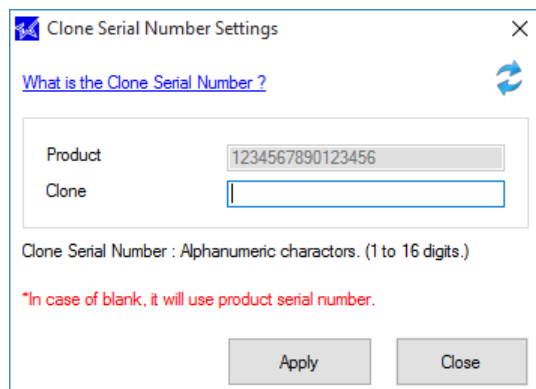 Clone Serial Number Settings
What is the Clone Serial Number ?
Product 1234567890123456
Clone
Clone Serial Number : Alphanumeric charactors. (1 to 16 digits.)
*In case of blank, it will use product serial number.
Apply Close